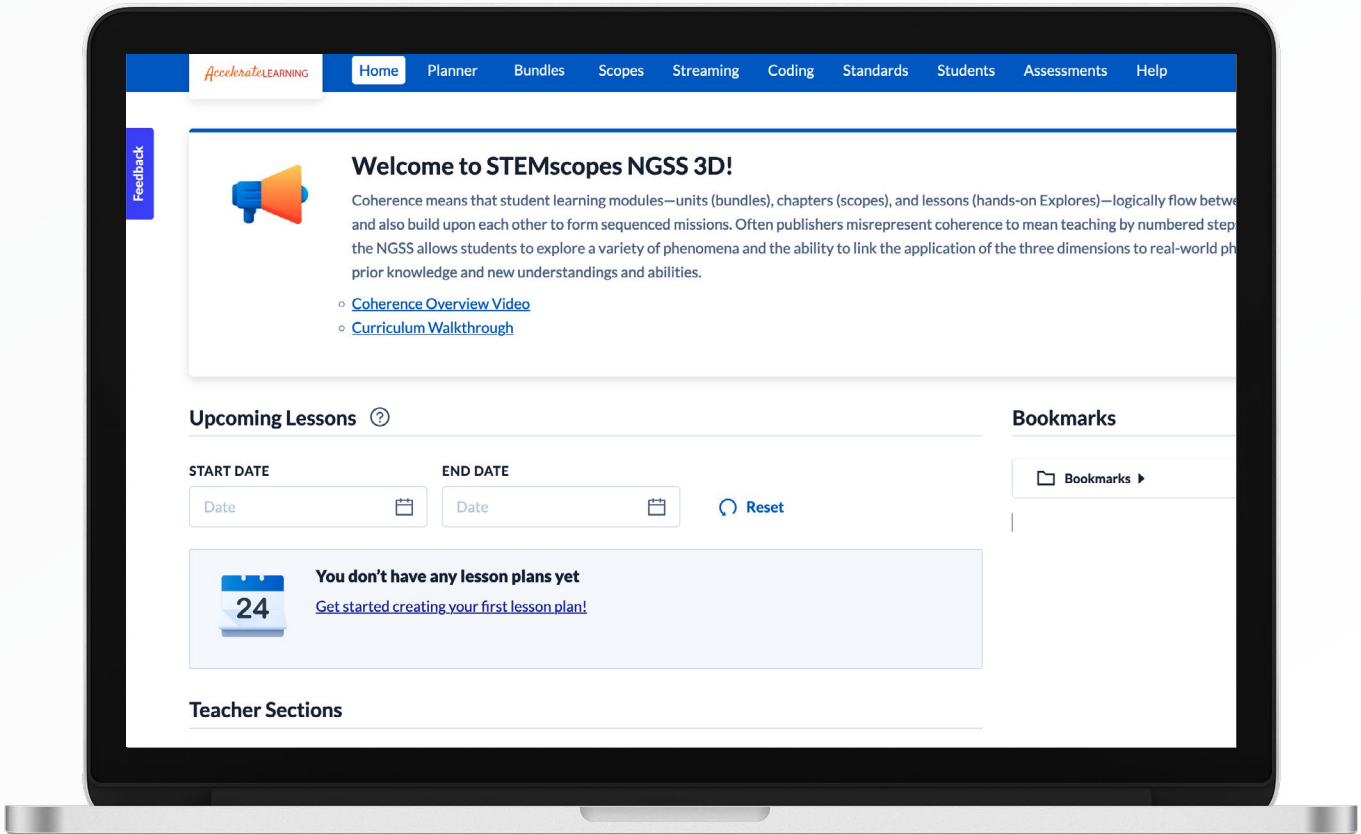 AccelerateLEARNING
Home Planner Bundles Scopes Streaming Coding Standards Students Assessments Help
Feedback
Welcome to STEMscopes NGSS 3D!
Coherence means that student learning modules—units (bundles), chapters (scopes), and lessons (hands-on Explores)—logically flow
and also build upon each other to form sequenced missions. Often publishers misrepresent coherence to mean teaching by numbered
the NGSS allows students to explore a variety of phenomena and the ability to link the application of the three dimensions to real-world
prior knowledge and new understandings and abilities.
Coherence Overview Video
Curriculum Walkthrough
Upcoming Lessons ?
Bookmarks
START DATE END DATE
Date Date Reset
Bookmarks
You don't have any lesson plans yet
24
Get started creating your first lesson plan!
Teacher Sections